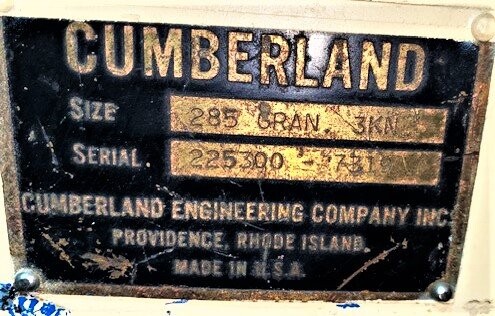 CUMBERLAND
SIZE 285 GRAN. 3KN
SERIAL. 225300 -
CUMBERLAND ENGINEERING COMPANY INC.
PROVIDENCE, RHODE ISLAND.
MADE IN U.S.A.